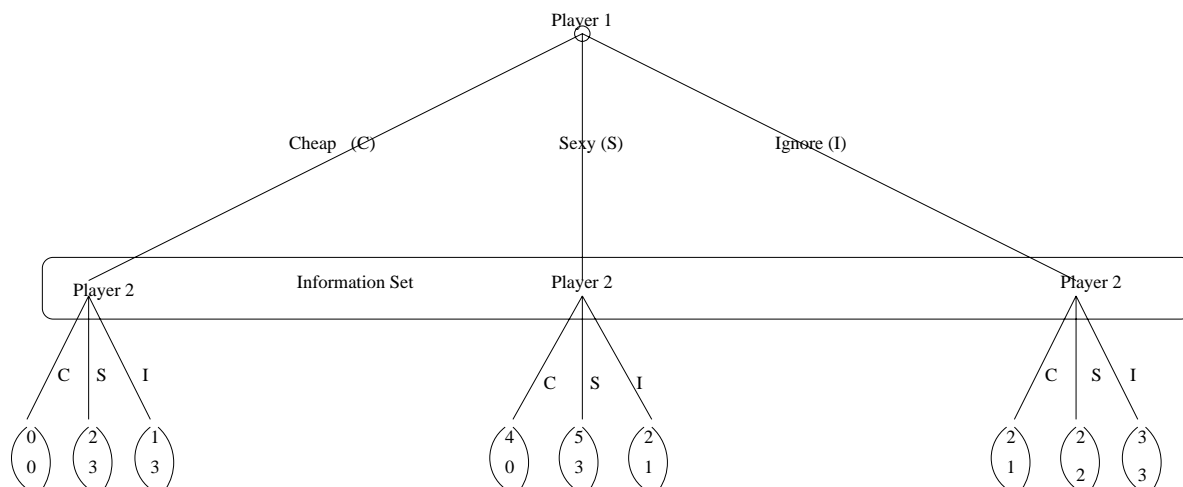 Player 1
Cheap (C)
Sexy (S)
Ignore (I)
Information Set
Player 2
Player 2
Player 2
C S I
C S I
C S I
0 2 1 4 5 2 2 2 3
0 3 3 0 3 1 1 2 3